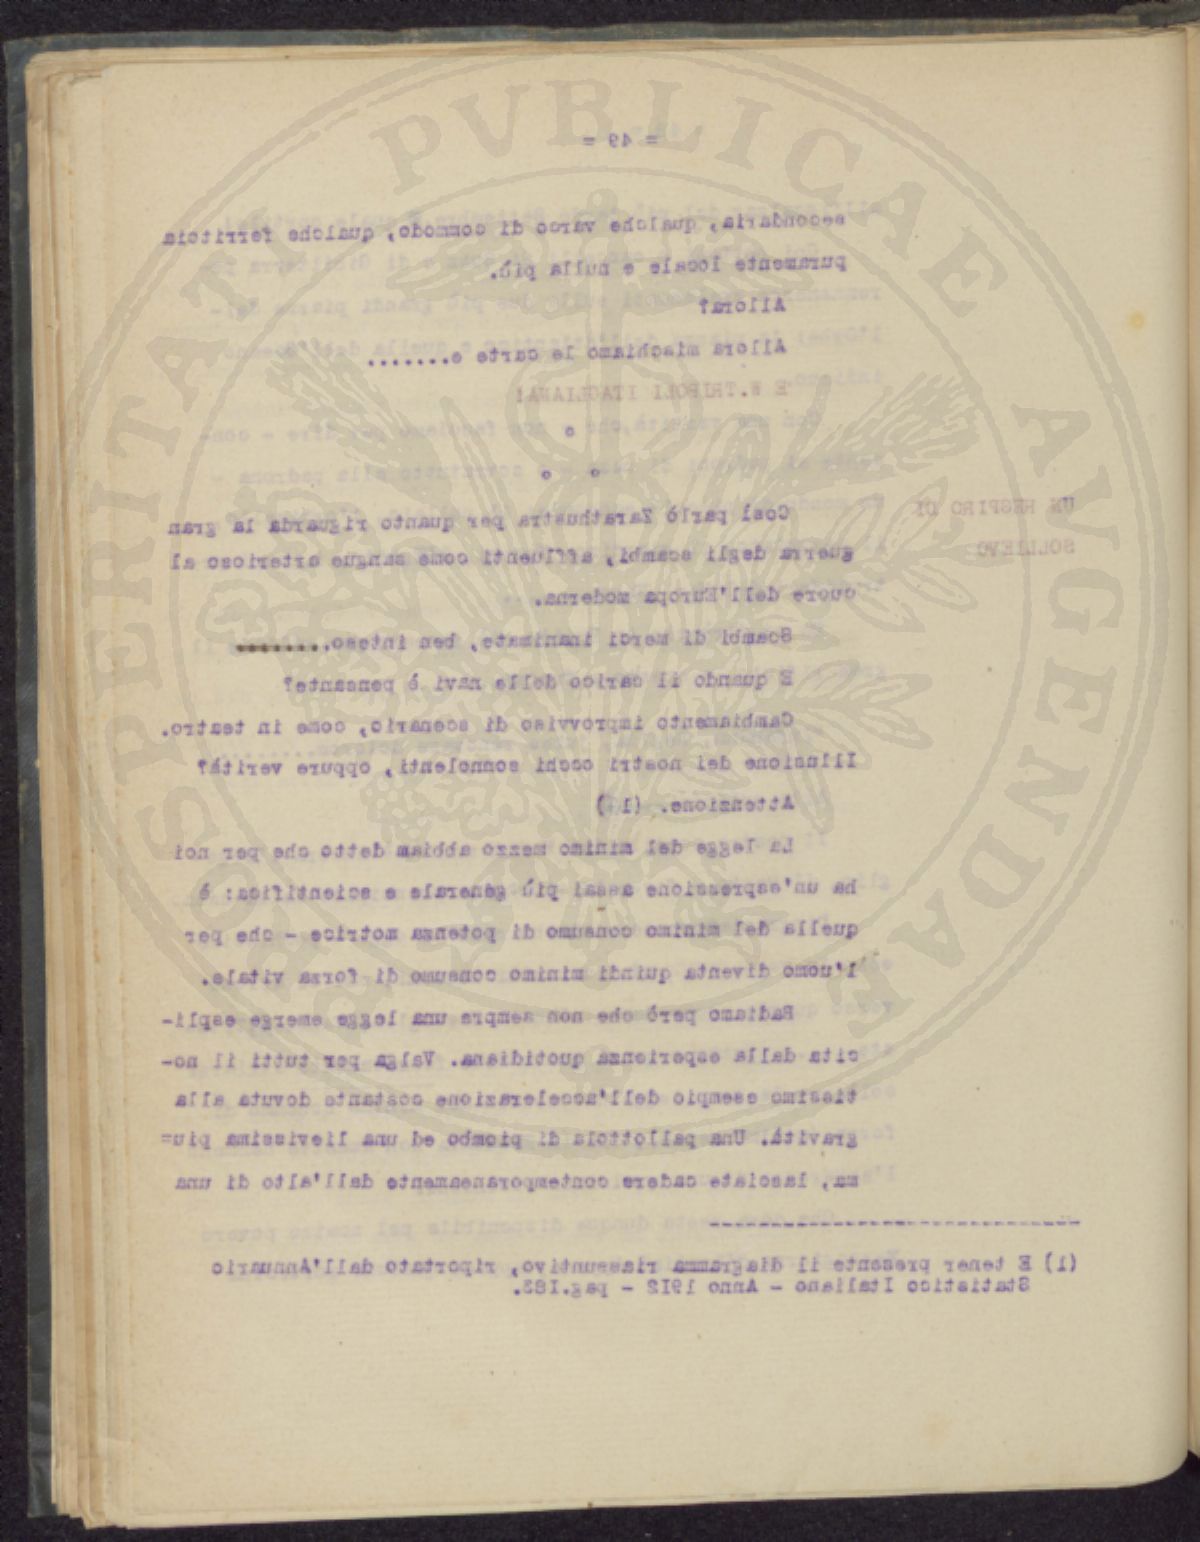 = 49 =
secondaria, qualche varco di commodo, qualche ferritoia
puramente locale e nulla più.
Allora?
Allora mischiamo le carte e.......
E W.TRIPOLI ITAGLIANA!
o
o o
UN RESPIRO DI
SOLLIEVO
Così parlò Zarathustra per quanto riguarda la gran
guerra degli scambi, affluenti come sangue arterioso al
cuore dell'Europa moderna.
Scambi di merci inanimate, ben inteso........
E quando il carico delle navi è pensante?
Cambiamento improvviso di scenario, come in teatro.
Illusione dei nostri occhi sonnolenti, oppure verità?
Attenzione. (1)
La legge del minimo mezzo abbiam detto che per noi
ha un'espressione assai più generale e scientifica: è
quella del minimo consumo di potenza motrice - che per
l'uomo diventa quindi minimo consumo di forza vitale.
Badiamo però che non sempre una legge emerge espli-
cita dalla esperienza quotidiana. Valga per tutti il no-
tissimo esempio dell'accelerazione costante dovuta alla
gravità. Una pallottola di piombo ed una lievissima piu=
ma, lasciate cadere contemporaneamente dall'alto di una
(1) E tener presente il diagramma riassuntivo, riportato dall'Annuario
Statistico Italiano - Anno 1912 - pag.182.
PROSPERITATI PUBLICAE AUGENDAE